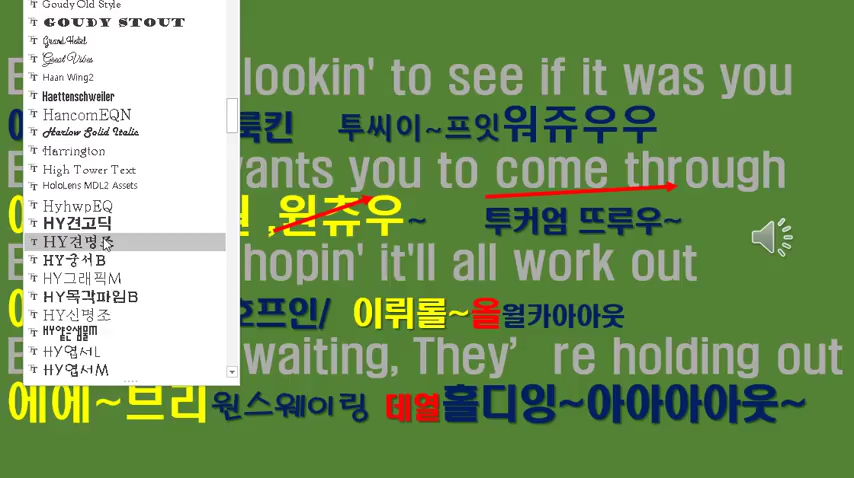 Goudy Old Style
GOUDY STOUT
Grand Hotel
Great Vibes
Haan Wing2
Haettenschweiler
HancomEQN
Harlow Solid Italic
Harrington
High Tower Text
HoloLens MDL2 Assets
HyhwpEQ
HY견고딕
HY견명조
HY궁서B
HY그래픽M
HY목각파임B
HY신명조
HY얕은샘물M
HY엽서L
HY엽서M
lookin' to see if it was you
룩킨 투씨이~프잇워쥬우우
wants you to come through
,원츄우~ 투커엄 뜨루우~
hopin' it'll all work out
호프인/ 이뤄롤~올월카아아웃
waiting, They' re holding out
에에~브리원스웨이링 데열홀디잉~아아아아웃~